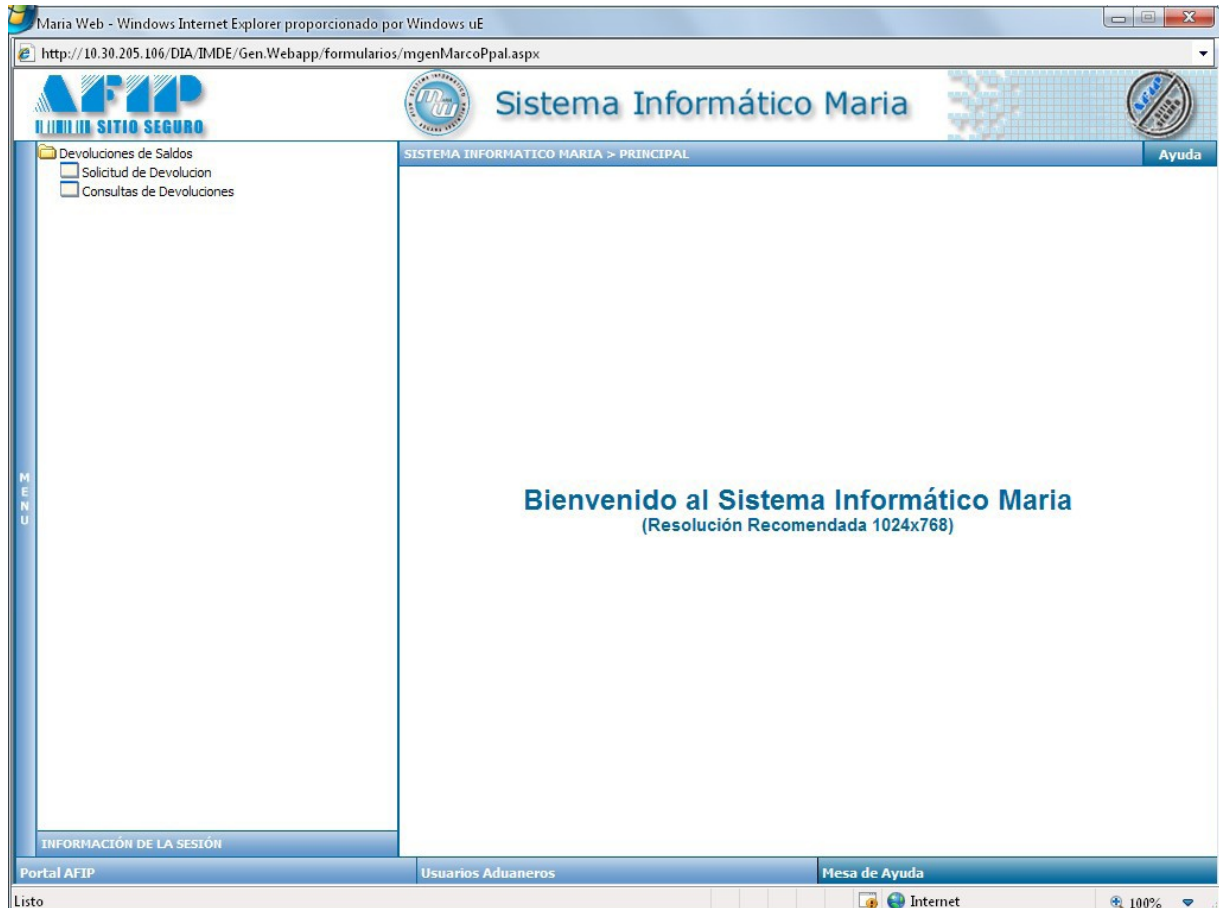 Maria Web - Windows Internet Explorer proporcionado por Windows uE
http://10.30.205.106/DIA/IMDE/Gen.Webapp/formularios/mgenMarcoPpal.aspx
AFIP
SITIO SEGURO
Sistema Informático Maria
Devoluciones de Saldos
Solicitud de Devolucion
Consultas de Devoluciones
SISTEMA INFORMATICO MARIA > PRINCIPAL
Ayuda
MENU
Bienvenido al Sistema Informático Maria
(Resolución Recomendada 1024x768)
INFORMACIÓN DE LA SESIÓN
Portal AFIP
Usuarios Aduaneros
Mesa de Ayuda
Listo
Internet
100%